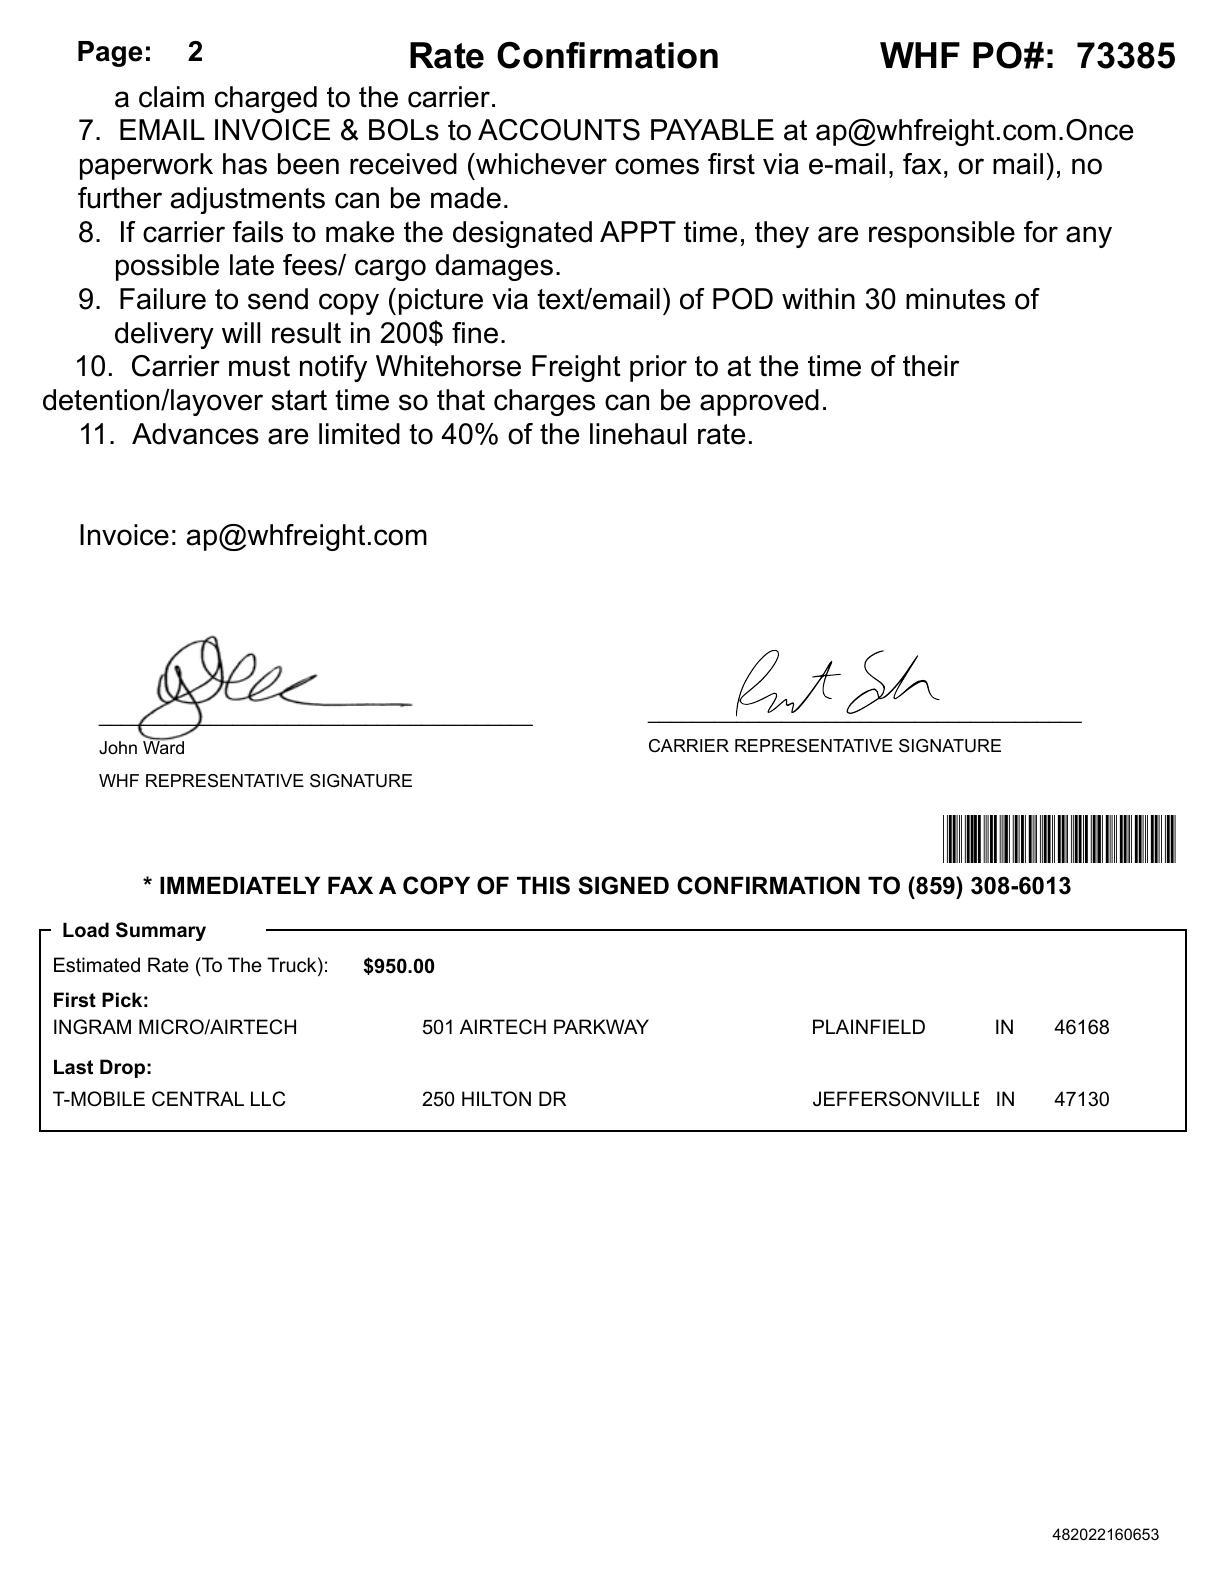 Page: 2 Rate Confirmation WHF PO#: 73385
a claim charged to the carrier.
7. EMAIL INVOICE & BOLs to ACCOUNTS PAYABLE at ap@whfreight.com.Once
paperwork has been received (whichever comes first via e-mail, fax, or mail), no
further adjustments can be made.
8. If carrier fails to make the designated APPT time, they are responsible for any
possible late fees/ cargo damages.
9. Failure to send copy (picture via text/email) of POD within 30 minutes of
delivery will result in 200$ fine.
10. Carrier must notify Whitehorse Freight prior to at the time of their
detention/layover start time so that charges can be approved.
11. Advances are limited to 40% of the linehaul rate.
Invoice: ap@whfreight.com
John Ward
WHF REPRESENTATIVE SIGNATURE
CARRIER REPRESENTATIVE SIGNATURE
* IMMEDIATELY FAX A COPY OF THIS SIGNED CONFIRMATION TO (859) 308-6013
Load Summary
Estimated Rate (To The Truck): $950.00
First Pick:
INGRAM MICRO/AIRTECH 501 AIRTECH PARKWAY PLAINFIELD IN 46168
Last Drop:
T-MOBILE CENTRAL LLC 250 HILTON DR JEFFERSONVILLE IN 47130
482022160653